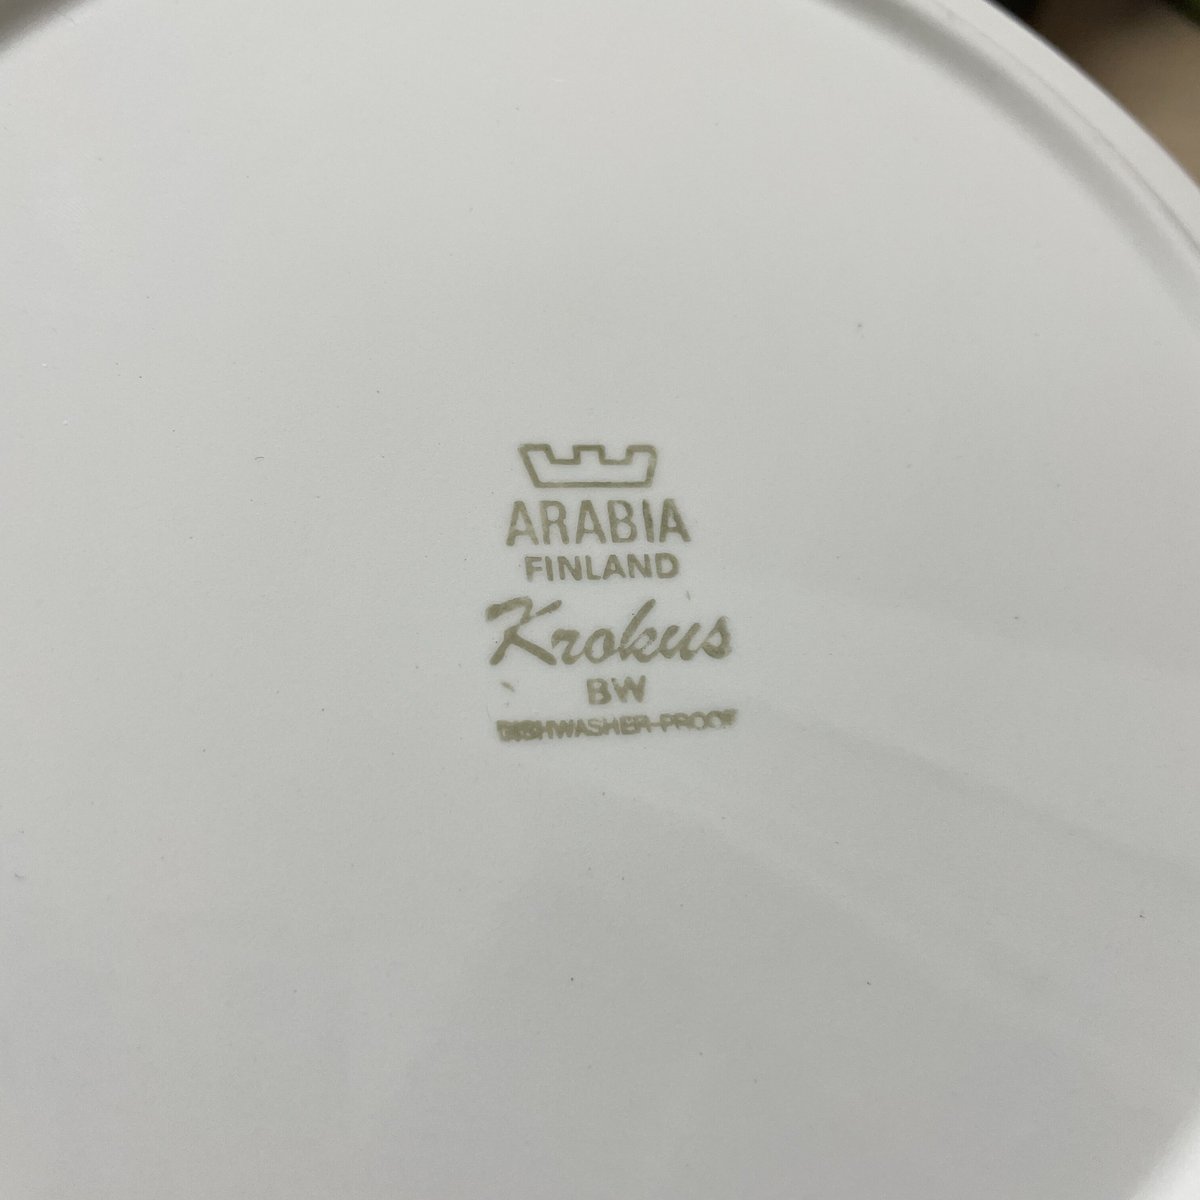 ARABIA
FINLAND
Krokus
BW
DISHWASHER-PROOF